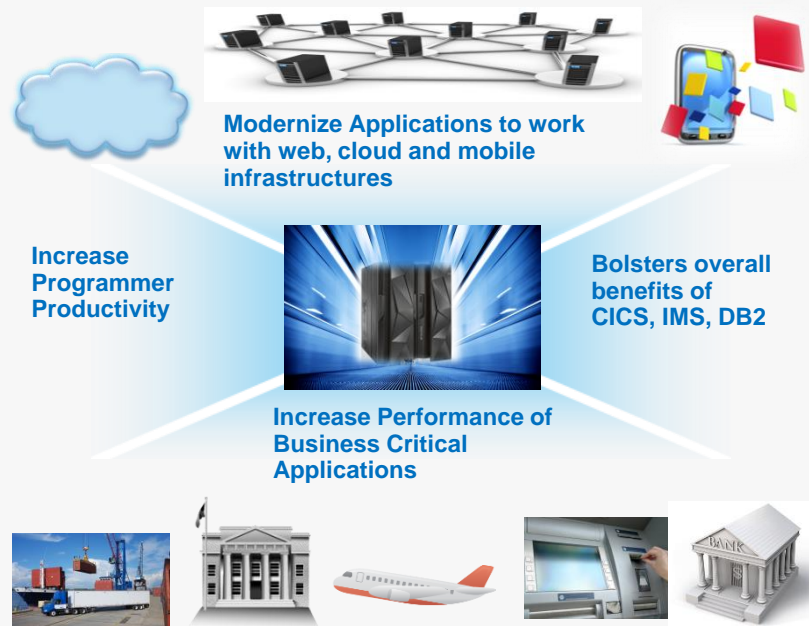 Modernize Applications to work
with web, cloud and mobile
infrastructures
Increase
Programmer
Productivity
Bolsters overall
benefits of
CICS, IMS, DB2
Increase Performance of
Business Critical
Applications
BANK